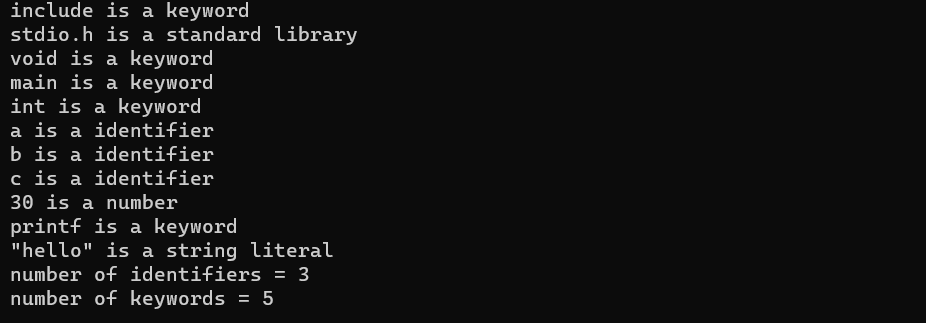 include is a keyword
stdio.h is a standard library
void is a keyword
main is a keyword
int is a keyword
a is a identifier
b is a identifier
c is a identifier
30 is a number
printf is a keyword
"hello" is a string literal
number of identifiers = 3
number of keywords = 5